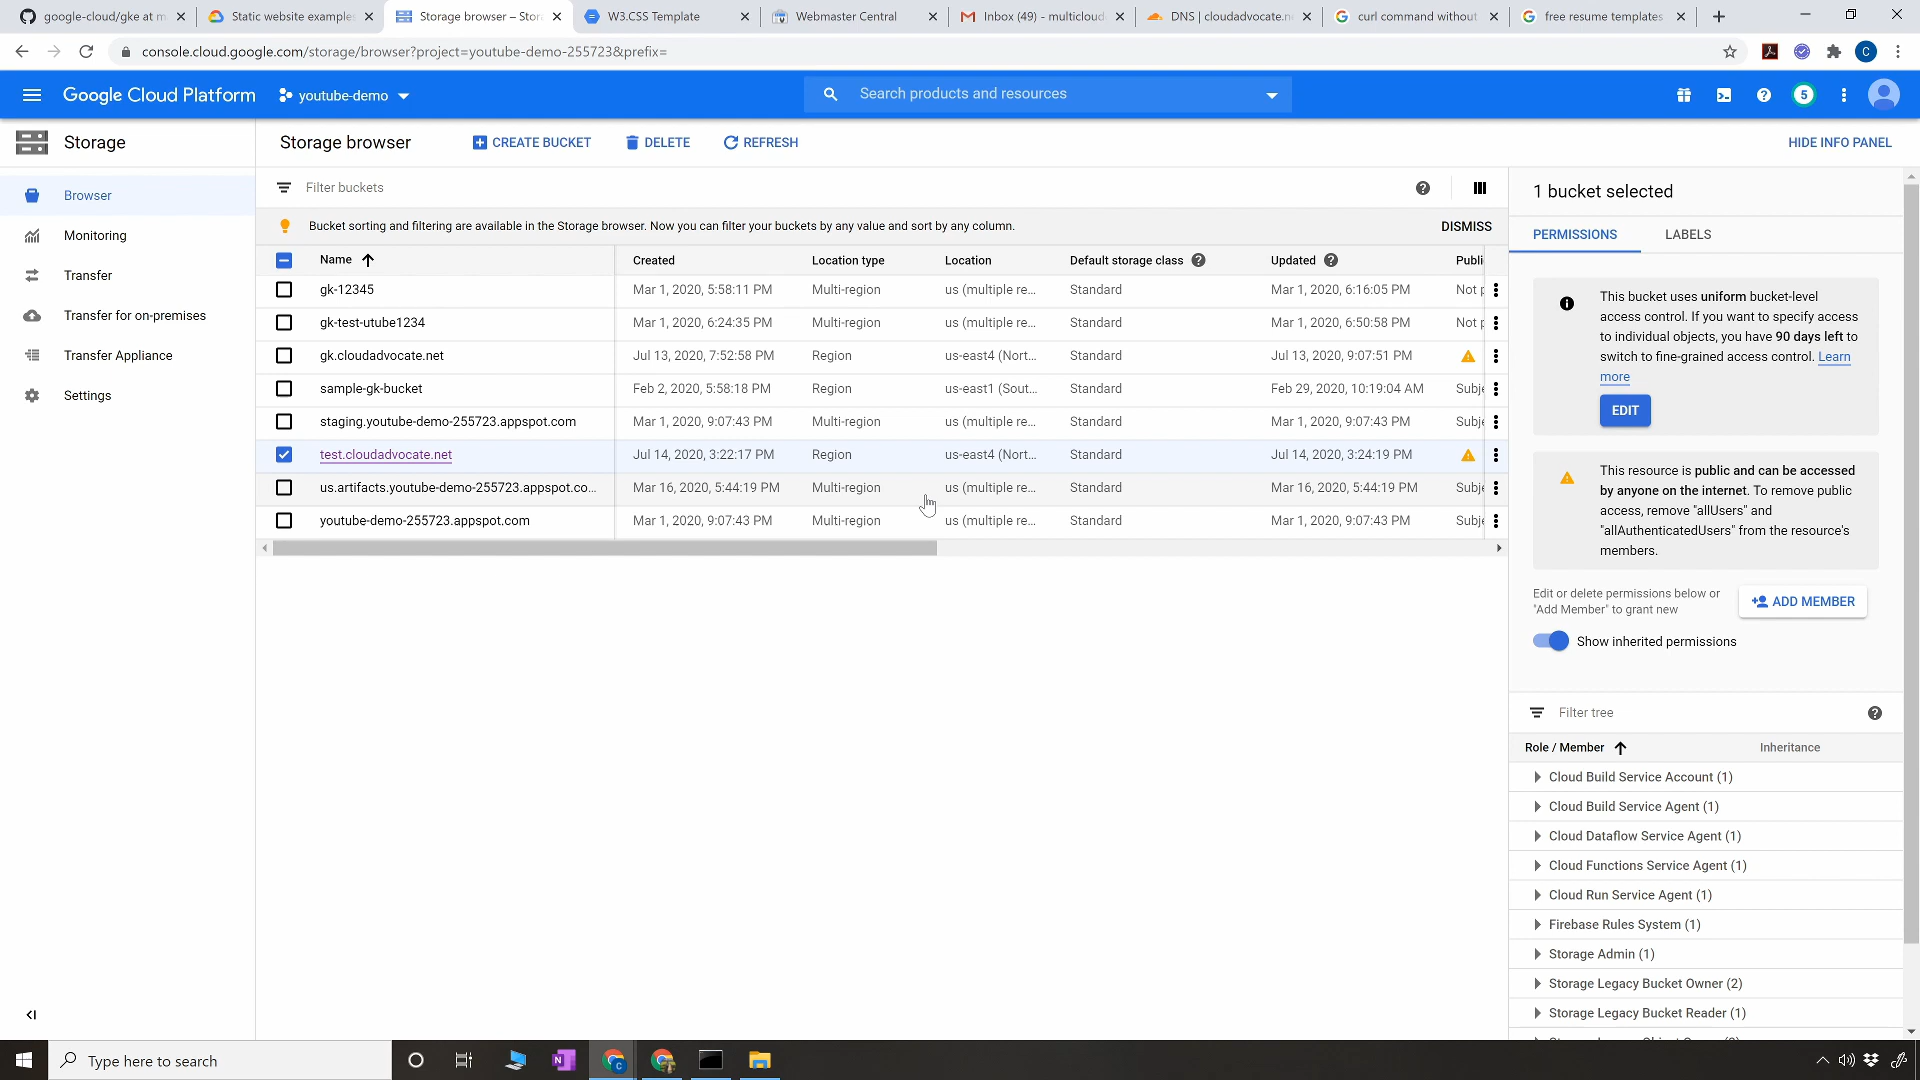 google-cloud/gke at m
Static website examples
Storage browser – Stor
W3.CSS Template
Webmaster Central
Inbox (49) - multicloud
DNS | cloudadvocate.ne
curl command without
free resume templates
console.cloud.google.com/storage/browser?project=youtube-demo-255723&prefix=
C
Google Cloud Platform
youtube-demo
Search products and resources
5
Storage
Storage browser
CREATE BUCKET
DELETE
REFRESH
HIDE INFO PANEL
Browser
Monitoring
Transfer
Transfer for on-premises
Transfer Appliance
Settings
Filter buckets
Bucket sorting and filtering are available in the Storage browser. Now you can filter your buckets by any value and sort by any column.
DISMISS
Name Created Location type Location Default storage class Updated Publi
gk-12345 Mar 1, 2020, 5:58:11 PM Multi-region us (multiple re... Standard Mar 1, 2020, 6:16:05 PM Not p
gk-test-utube1234 Mar 1, 2020, 6:24:35 PM Multi-region us (multiple re... Standard Mar 1, 2020, 6:50:58 PM Not p
gk.cloudadvocate.net Jul 13, 2020, 7:52:58 PM Region us-east4 (Nort... Standard Jul 13, 2020, 9:07:51 PM
sample-gk-bucket Feb 2, 2020, 5:58:18 PM Region us-east1 (Sout... Standard Feb 29, 2020, 10:19:04 AM Subje
staging.youtube-demo-255723.appspot.com Mar 1, 2020, 9:07:43 PM Multi-region us (multiple re... Standard Mar 1, 2020, 9:07:43 PM Subje
test.cloudadvocate.net Jul 14, 2020, 3:22:17 PM Region us-east4 (Nort... Standard Jul 14, 2020, 3:24:19 PM
us.artifacts.youtube-demo-255723.appspot.co... Mar 16, 2020, 5:44:19 PM Multi-region us (multiple re... Standard Mar 16, 2020, 5:44:19 PM Subje
youtube-demo-255723.appspot.com Mar 1, 2020, 9:07:43 PM Multi-region us (multiple re... Standard Mar 1, 2020, 9:07:43 PM Subje
1 bucket selected
PERMISSIONS
LABELS
This bucket uses uniform bucket-level
access control. If you want to specify access
to individual objects, you have 90 days left to
switch to fine-grained access control. Learn
more
EDIT
This resource is public and can be accessed
by anyone on the internet. To remove public
access, remove "allUsers" and
"allAuthenticatedUsers" from the resource's
members.
Edit or delete permissions below or
"Add Member" to grant new
ADD MEMBER
Show inherited permissions
Filter tree
Role / Member Inheritance
Cloud Build Service Account (1)
Cloud Build Service Agent (1)
Cloud Dataflow Service Agent (1)
Cloud Functions Service Agent (1)
Cloud Run Service Agent (1)
Firebase Rules System (1)
Storage Admin (1)
Storage Legacy Bucket Owner (2)
Storage Legacy Bucket Reader (1)
Type here to search